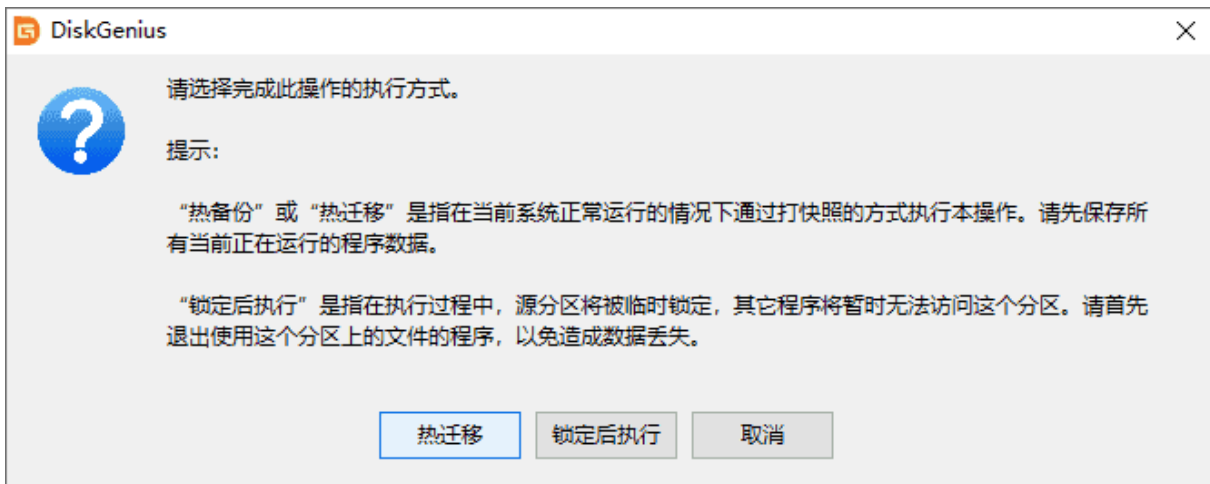 DiskGenius
请选择完成此操作的执行方式。
提示:
“热备份”或“热迁移”是指在当前系统正常运行的情况下通过打快照的方式执行本操作。请先保存所
有当前正在运行的程序数据。
“锁定后执行”是指在执行过程中，源分区将被临时锁定，其它程序将暂时无法访问这个分区。请首先
退出使用这个分区上的文件的程序，以免造成数据丢失。
热迁移
锁定后执行
取消